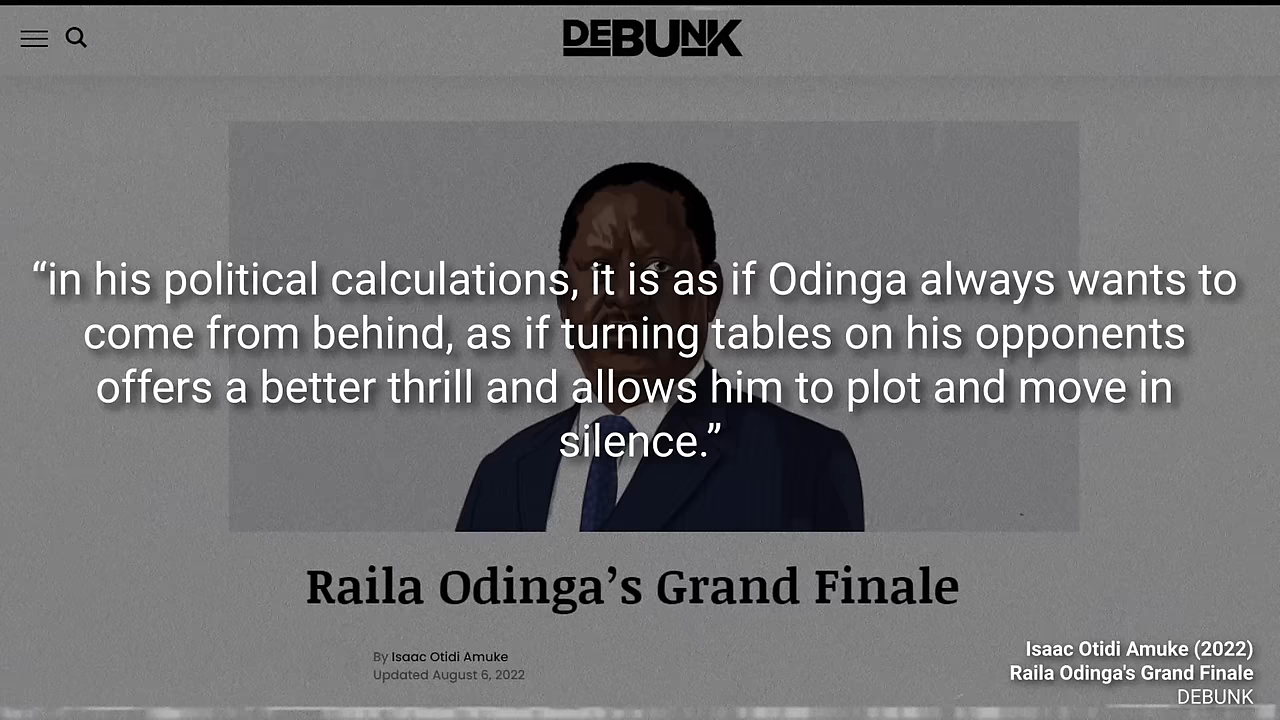 DEBUNK
“in his political calculations, it is as if Odinga always wants to
come from behind, as if turning tables on his opponents
offers a better thrill and allows him to plot and move in
silence.”
Raila Odinga’s Grand Finale
By Isaac Otidi Amuke
Updated August 6, 2022
Isaac Otidi Amuke (2022)
Raila Odinga's Grand Finale
DEBUNK